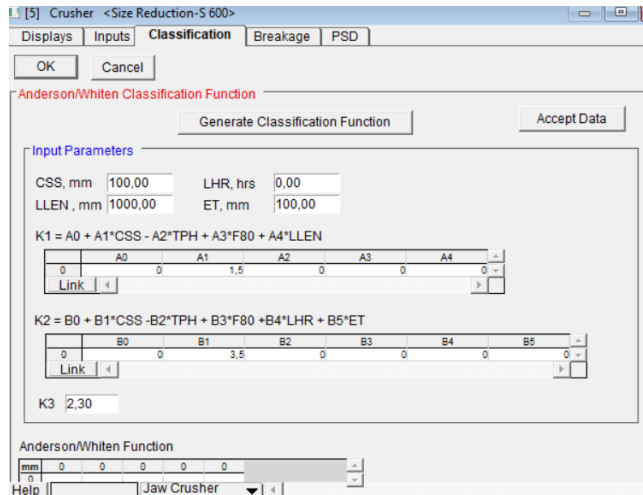 [5] Crusher <Size Reduction-S 600>
Displays Inputs Classification Breakage PSD
OK Cancel
Anderson/Whiten Classification Function
Generate Classification Function Accept Data
Input Parameters
CSS, mm 100,00 LHR, hrs 0,00
LLEN , mm 1000,00 ET, mm 100,00
K1 = A0 + A1*CSS - A2*TPH + A3*F80 + A4*LLEN
A0 A1 A2 A3 A4
0 0 1,5 0 0 0
Link
K2 = B0 + B1*CSS -B2*TPH + B3*F80 +B4*LHR + B5*ET
B0 B1 B2 B3 B4 B5
0 0 3,5 0 0 0 0
Link
K3 2,30
Anderson/Whiten Function
mm 0 0 0 0 0
0
Help Jaw Crusher